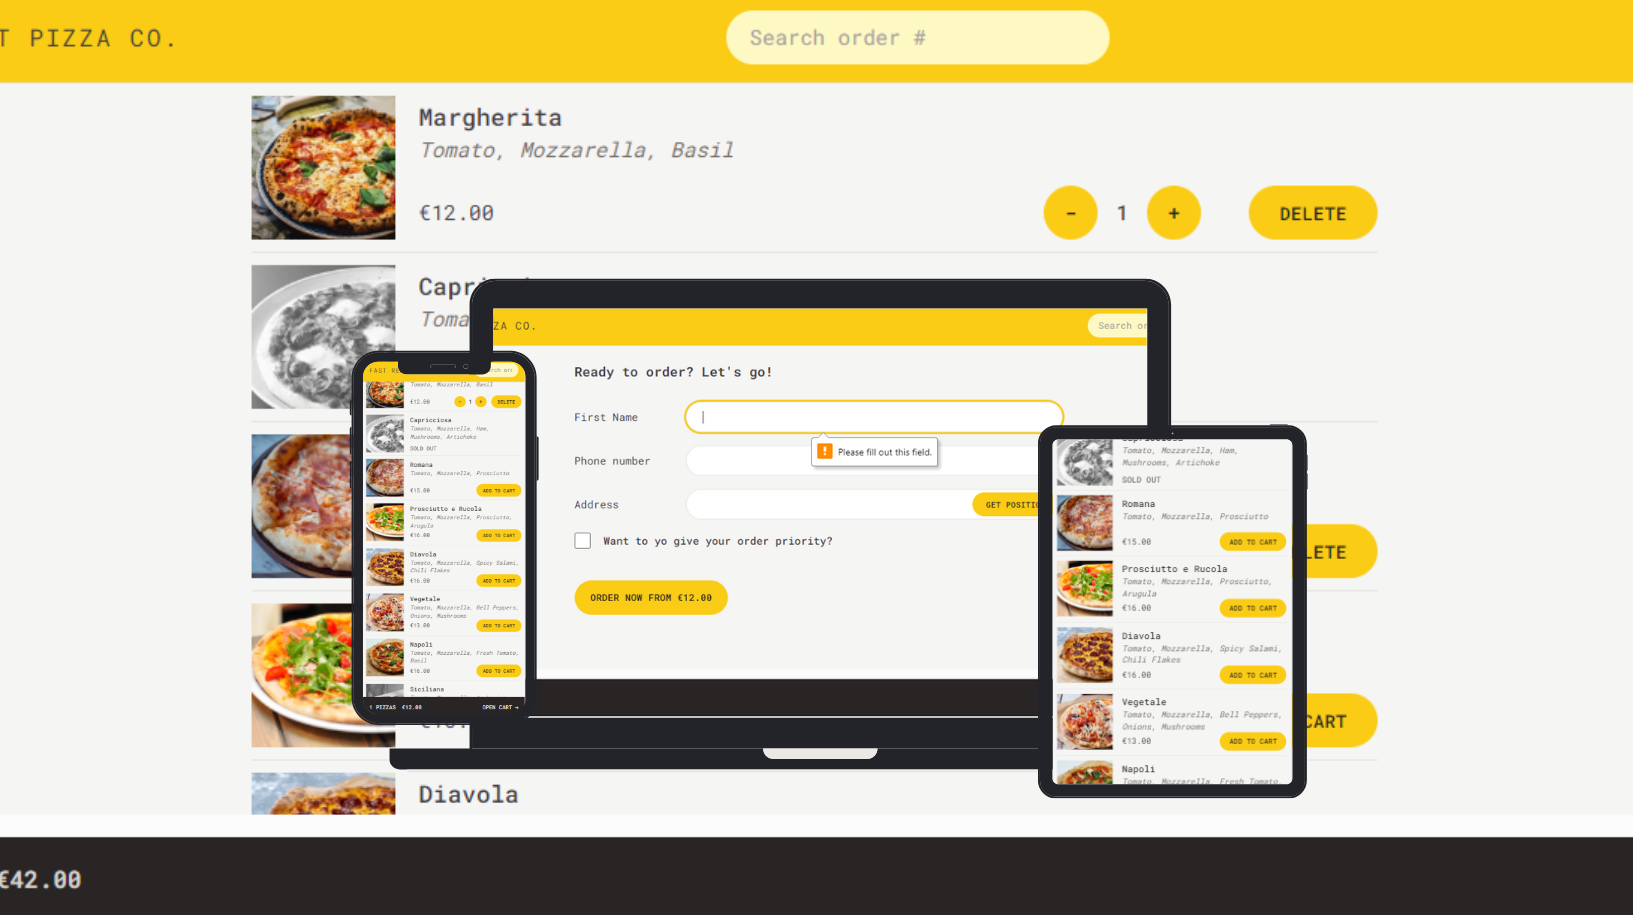 T PIZZA CO.
Search order #
Margherita
Tomato, Mozzarella, Basil
€12.00
-
1
+
DELETE
Capr
Toma
LETE
CART
Diavola
€42.00
ZA CO.
Search or
Ready to order? Let's go!
First Name
Please fill out this field.
Phone number
Address
GET POSITIO
Want to yo give your order priority?
ORDER NOW FROM €12.00
FAST RE
rch ord
Tomato, Mozzarella, Basil
€12.00
-
1
+
DELETE
Capricciosa
Tomato, Mozzarella, Ham,
Mushrooms, Artichoke
SOLD OUT
Romana
Tomato, Mozzarella, Prosciutto
€15.00
ADD TO CART
Prosciutto e Rucola
Tomato, Mozzarella, Prosciutto,
Arugula
€16.00
ADD TO CART
Diavola
Tomato, Mozzarella, Spicy Salami,
Chili Flakes
€16.00
ADD TO CART
Vegetale
Tomato, Mozzarella, Bell Peppers,
Onions, Mushrooms
€13.00
ADD TO CART
Napoli
Tomato, Mozzarella, Fresh Tomato,
Basil
€16.00
ADD TO CART
Siciliana
1 PIZZAS €12.00
OPEN CART →
Capricciosa
Tomato, Mozzarella, Ham,
Mushrooms, Artichoke
SOLD OUT
Romana
Tomato, Mozzarella, Prosciutto
€15.00
ADD TO CART
Prosciutto e Rucola
Tomato, Mozzarella, Prosciutto,
Arugula
€16.00
ADD TO CART
Diavola
Tomato, Mozzarella, Spicy Salami,
Chili Flakes
€16.00
ADD TO CART
Vegetale
Tomato, Mozzarella, Bell Peppers,
Onions, Mushrooms
€13.00
ADD TO CART
Napoli
Tomato, Mozzarella, Fresh Tomato,